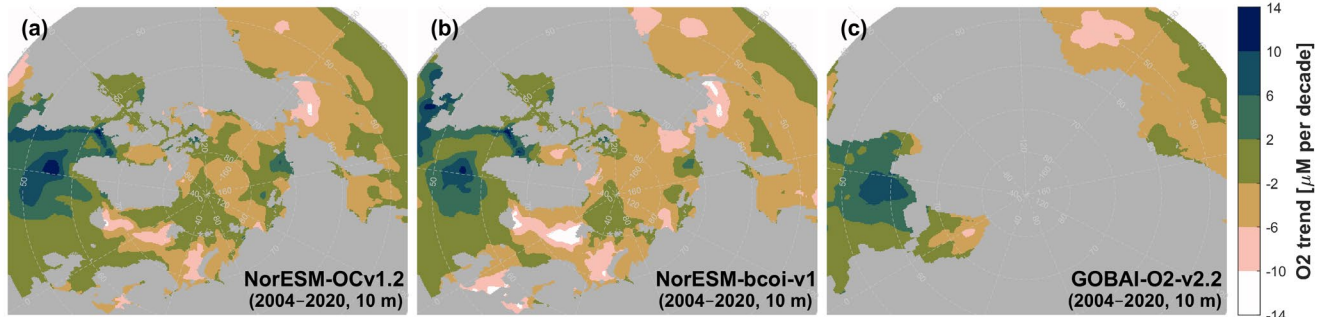 (a)
NorESM-OCv1.2
(2004–2020, 10 m)
(b)
NorESM-bcoi-v1
(2004–2020, 10 m)
(c)
GOBAI-O2-v2.2
(2004–2020, 10 m)
14
10
6
2
-2
-6
-10
-14
O2 trend [µM per decade]